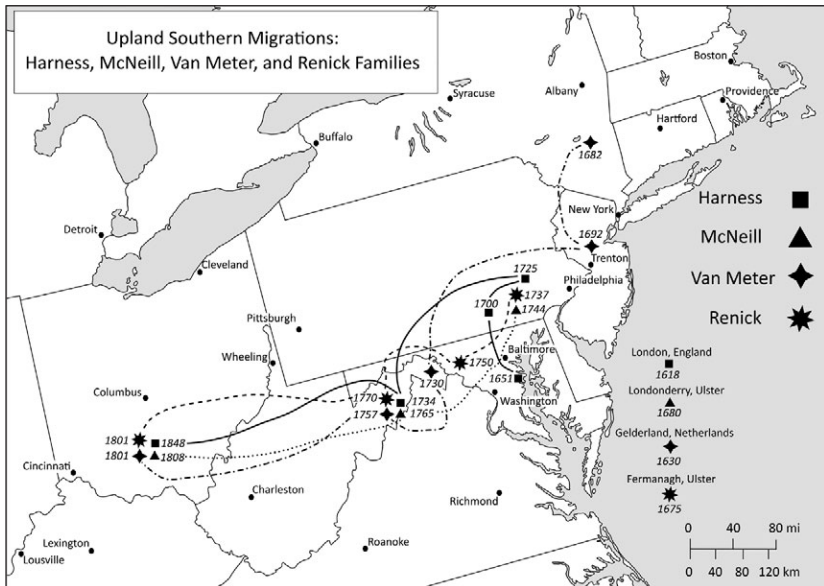 Upland Southern Migrations:
Harness, McNeill, Van Meter, and Renick Families
Boston
Albany
Providence
Syracuse
Hartford
Buffalo
1682
New York
Harness
McNeill
Van Meter
Renick
Detroit
Cleveland
1692
Trenton
1725
Philadelphia
1737
1700
1744
Pittsburgh
Baltimore
1750
Wheeling
1730
1651
Washington
London, England
1618
Londonderry, Ulster
1680
Gelderland, Netherlands
1630
Fermanagh, Ulster
1675
Columbus
1770
1734
1757
1765
1801
1848
1801
1808
Cincinnati
Charleston
Richmond
Roanoke
Lexington
Lousville
0 40 80 mi
0 40 80 120 km